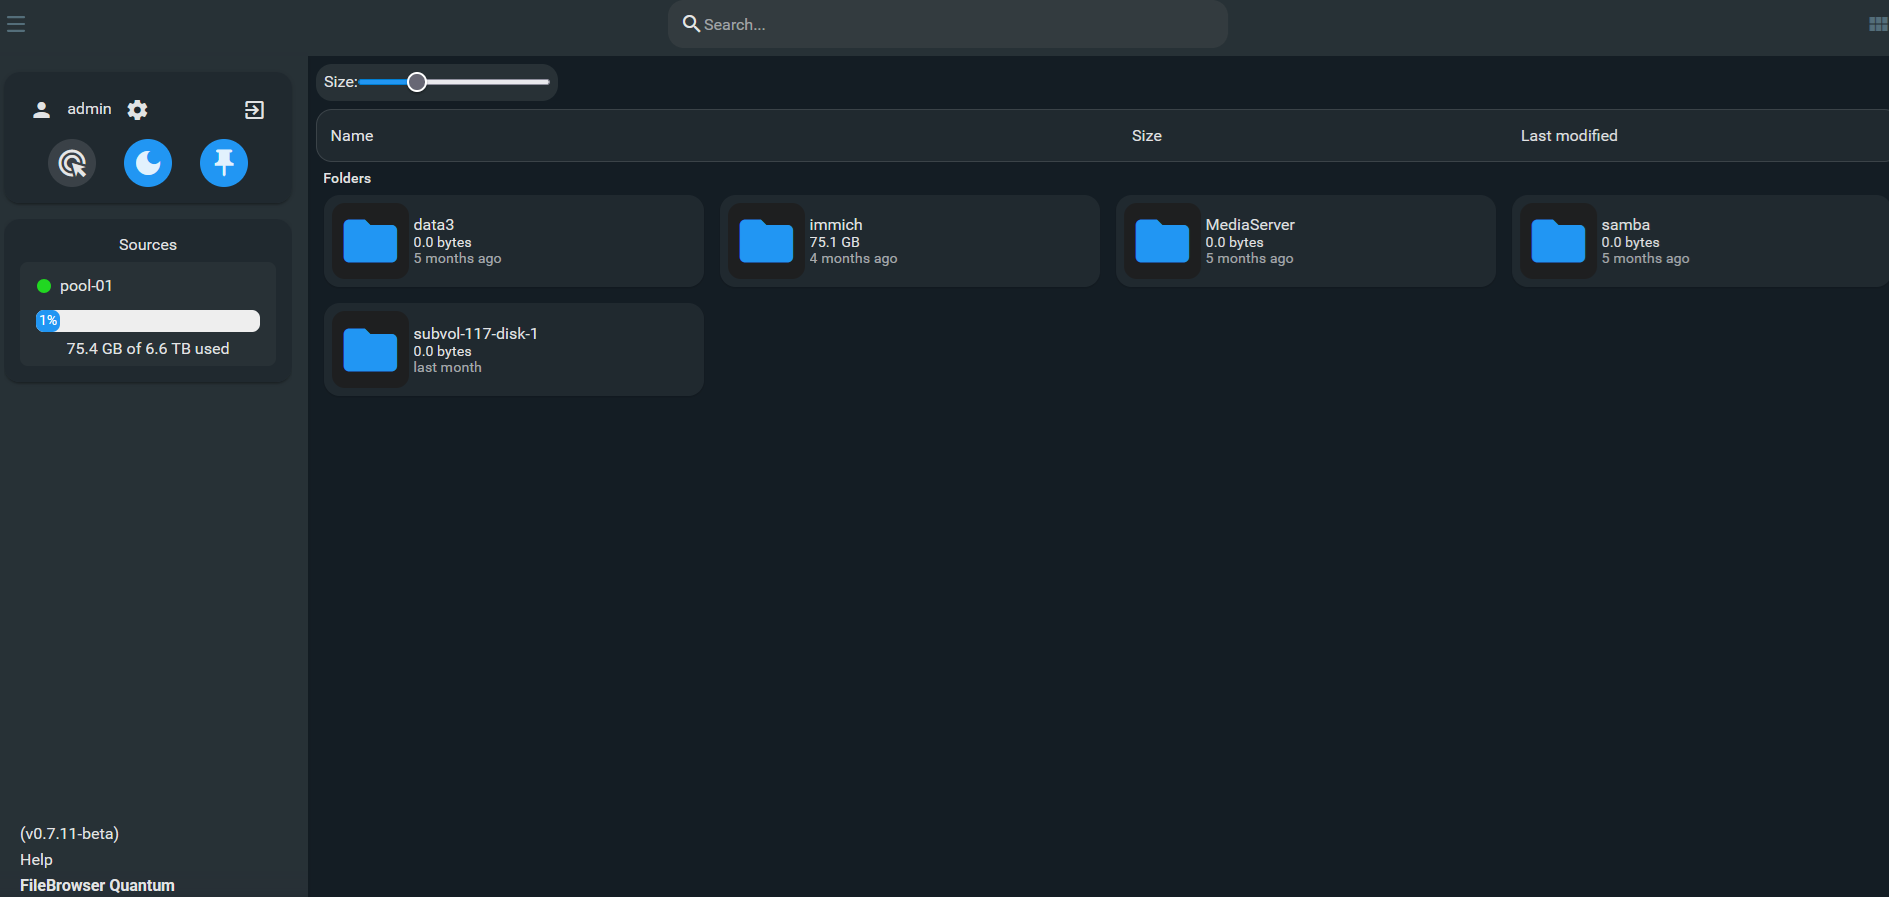 Search...
admin
Sources
pool-01
1%
75.4 GB of 6.6 TB used
(v0.7.11-beta)
Help
FileBrowser Quantum
Size:
Name Size Last modified
Folders
data3
0.0 bytes
5 months ago
immich
75.1 GB
4 months ago
MediaServer
0.0 bytes
5 months ago
samba
0.0 bytes
5 months ago
subvol-117-disk-1
0.0 bytes
last month